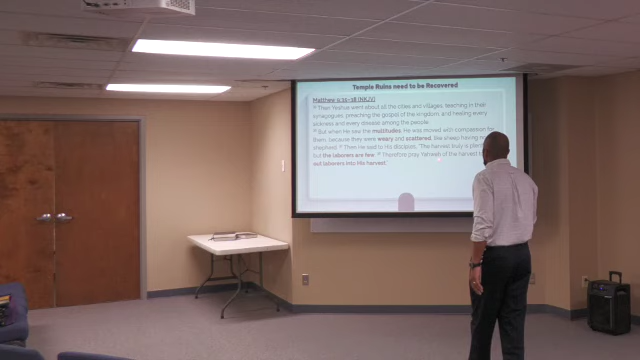 Temple Ruins need to be Recovered
Matthew 9:35-38 (NKJV)
35 Then Yeshua went about all the cities and villages, teaching in their
synagogues, preaching the gospel of the kingdom, and healing every
sickness and every disease among the people.
36 But when He saw the multitudes, He was moved with compassion for
them, because they were weary and scattered, like sheep having no
shepherd. 37 Then He said to His disciples, "The harvest truly is
but the laborers are few. 38 Therefore pray Yahweh of the harvest
out laborers into His harvest."